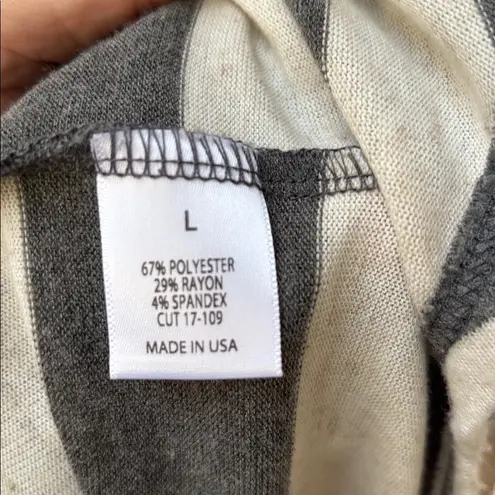 L
67% POLYESTER
29% RAYON
4% SPANDEX
CUT 17-109
MADE IN USA